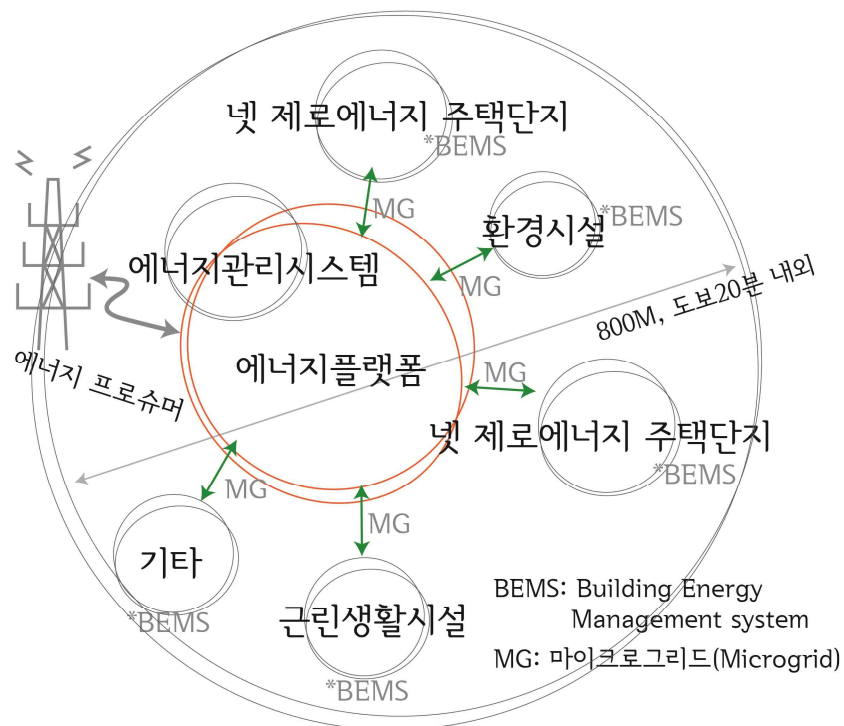 넷 제로에너지 주택단지
*BEMS
MG
환경시설
*BEMS
에너지관리시스템
MG
800M, 도보20분 내외
에너지 프로슈머
에너지플랫폼
MG
넷 제로에너지 주택단지
*BEMS
MG
MG
기타
*BEMS
근린생활시설
*BEMS
BEMS: Building Energy
Management system
MG: 마이크로그리드(Microgrid)